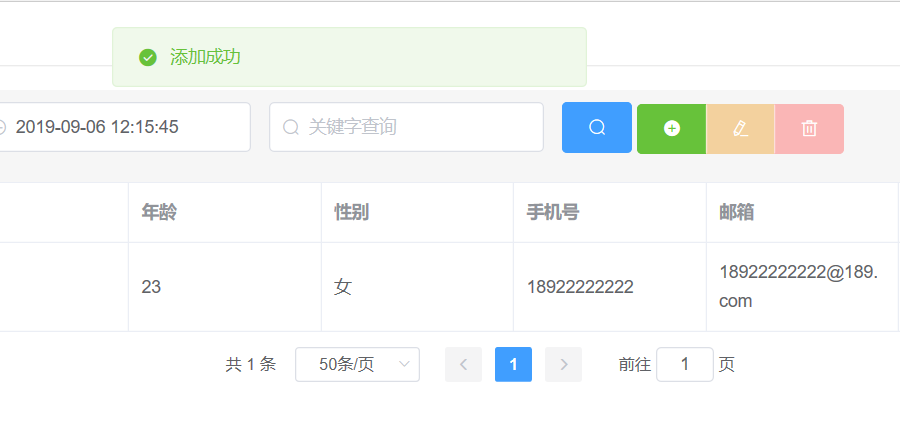 添加成功
2019-09-06 12:15:45
关键字查询
年龄
性别
手机号
邮箱
23
女
18922222222
18922222222@189.
com
共 1 条
50条/页
1
前往 1 页